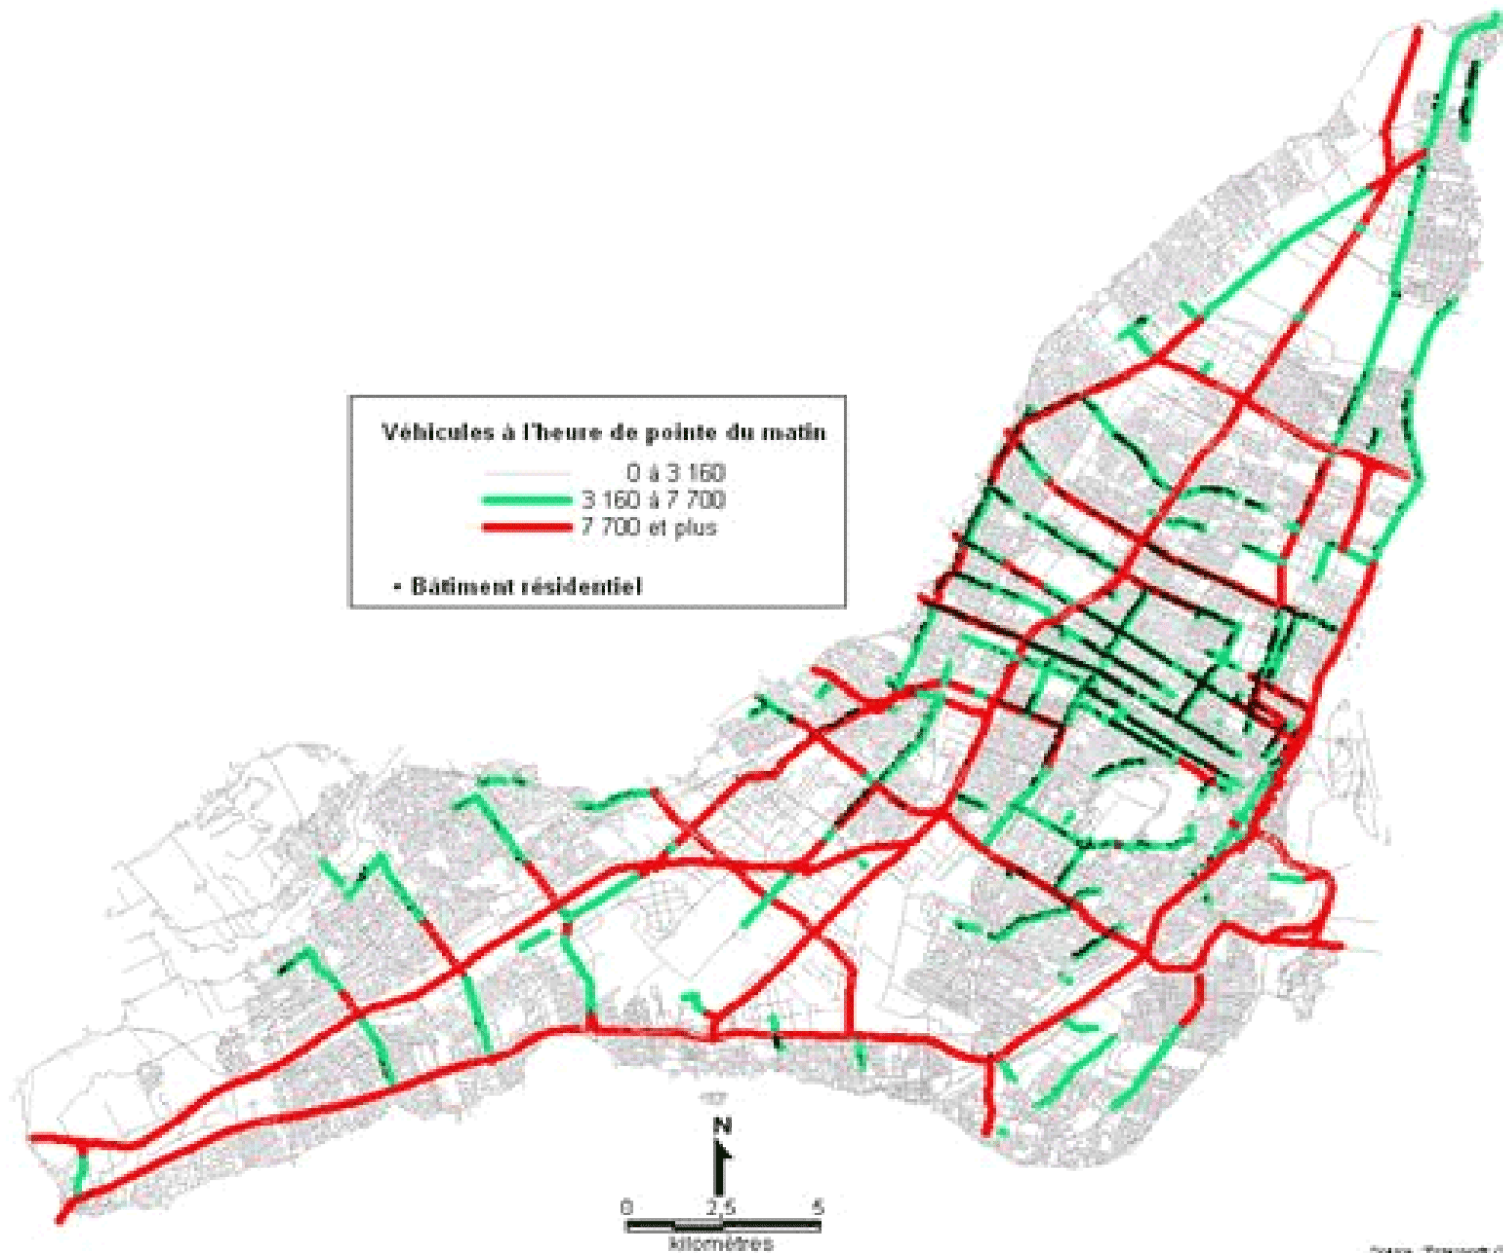 Véhicules à l'heure de pointe du matin
0 à 3 160
3 160 à 7 700
7 700 et plus
• Bâtiment résidentiel
N
0 2,5 5
kilomètres